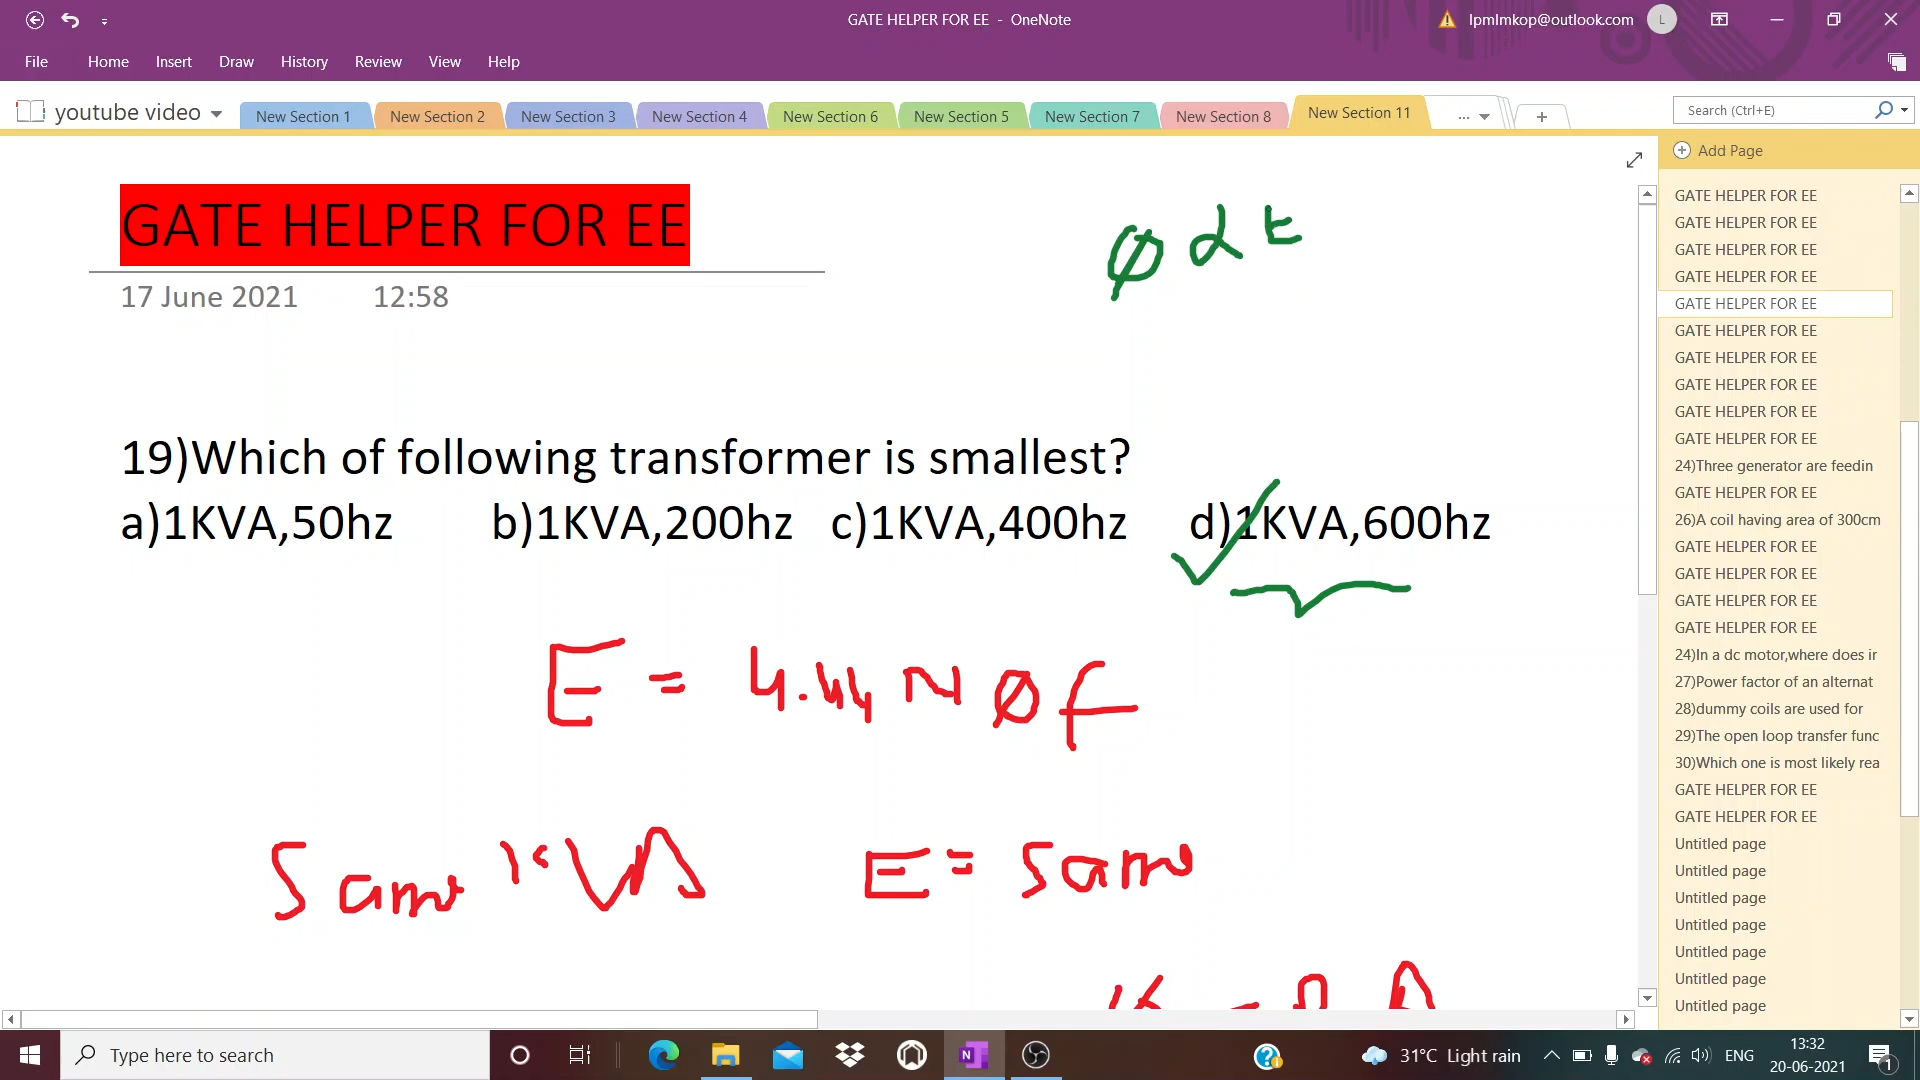 GATE HELPER FOR EE - OneNote
lpmlmkop@outlook.com
L
File Home Insert Draw History Review View Help
youtube video
New Section 1
New Section 2
New Section 3
New Section 4
New Section 6
New Section 5
New Section 7
New Section 8
New Section 11
...
Search (Ctrl+E)
Add Page
GATE HELPER FOR EE
17 June 2021 12:58
ϕ α
19)Which of following transformer is smallest?
a)1KVA,50hz b)1KVA,200hz c)1KVA,400hz d)1KVA,600hz
E = 4.44 N ϕ f
Same KVA E = Same
GATE HELPER FOR EE
GATE HELPER FOR EE
GATE HELPER FOR EE
GATE HELPER FOR EE
GATE HELPER FOR EE
GATE HELPER FOR EE
GATE HELPER FOR EE
GATE HELPER FOR EE
GATE HELPER FOR EE
GATE HELPER FOR EE
24)Three generator are feedin
GATE HELPER FOR EE
26)A coil having area of 300cm
GATE HELPER FOR EE
GATE HELPER FOR EE
GATE HELPER FOR EE
GATE HELPER FOR EE
24)In a dc motor,where does ir
27)Power factor of an alternat
28)dummy coils are used for
29)The open loop transfer func
30)Which one is most likely rea
GATE HELPER FOR EE
GATE HELPER FOR EE
Untitled page
Untitled page
Untitled page
Untitled page
Untitled page
Untitled page
Untitled page
Type here to search
31°C Light rain
ENG
13:32
20-06-2021
1